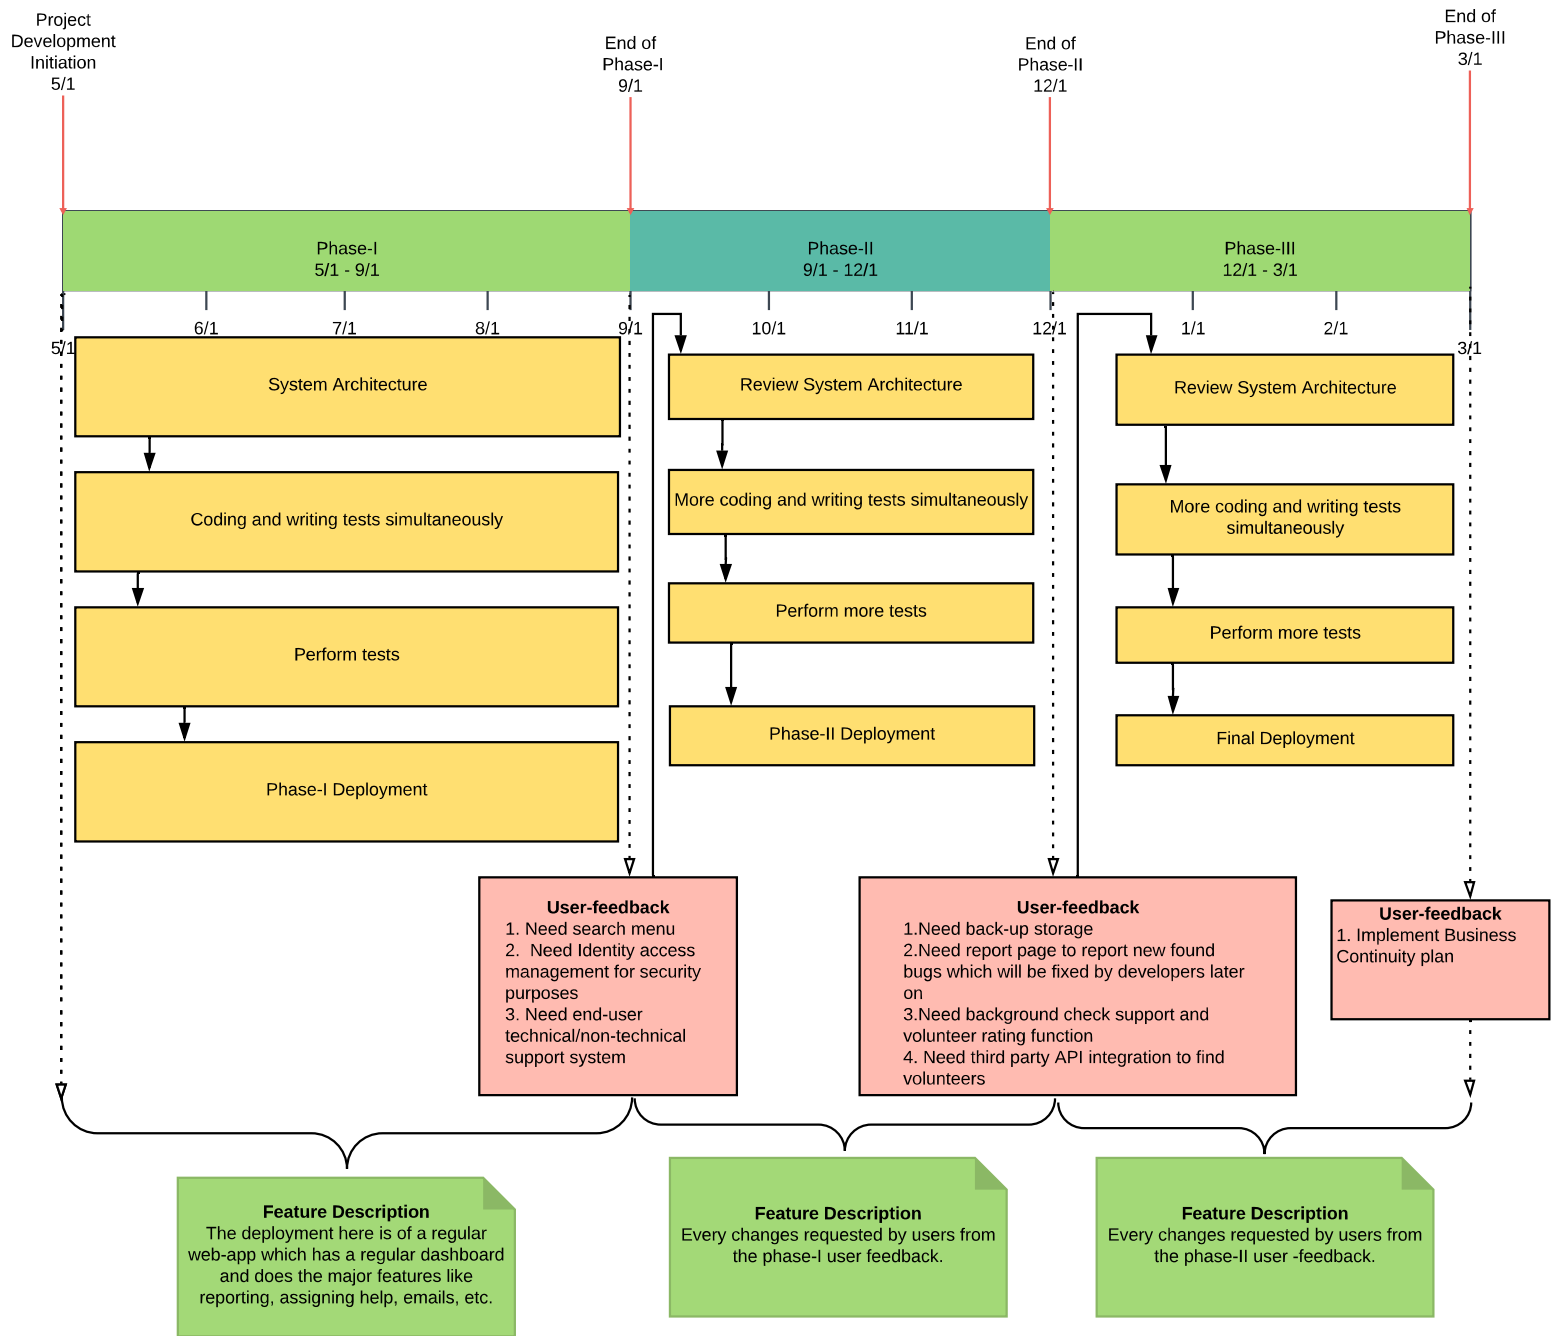 Project
Development
Initiation
5/1
End of
Phase-I
9/1
End of
Phase-II
12/1
End of
Phase-III
3/1
Phase-I
5/1 - 9/1
Phase-II
9/1 - 12/1
Phase-III
12/1 - 3/1
5/1
6/1
7/1
8/1
9/1
10/1
11/1
12/1
1/1
2/1
3/1
System Architecture
Coding and writing tests simultaneously
Perform tests
Phase-I Deployment
Review System Architecture
More coding and writing tests simultaneously
Perform more tests
Phase-II Deployment
Review System Architecture
More coding and writing tests
simultaneously
Perform more tests
Final Deployment
User-feedback
1. Need search menu
2.  Need Identity access
management for security
purposes
3. Need end-user
technical/non-technical
support system
User-feedback
1.Need back-up storage
2.Need report page to report new found
bugs which will be fixed by developers later
on
3.Need background check support and
volunteer rating function
4. Need third party API integration to find
volunteers
User-feedback
1. Implement Business
Continuity plan
Feature Description
The deployment here is of a regular
web-app which has a regular dashboard
and does the major features like
reporting, assigning help, emails, etc.
Feature Description
Every changes requested by users from
the phase-I user feedback.
Feature Description
Every changes requested by users from
the phase-II user -feedback.